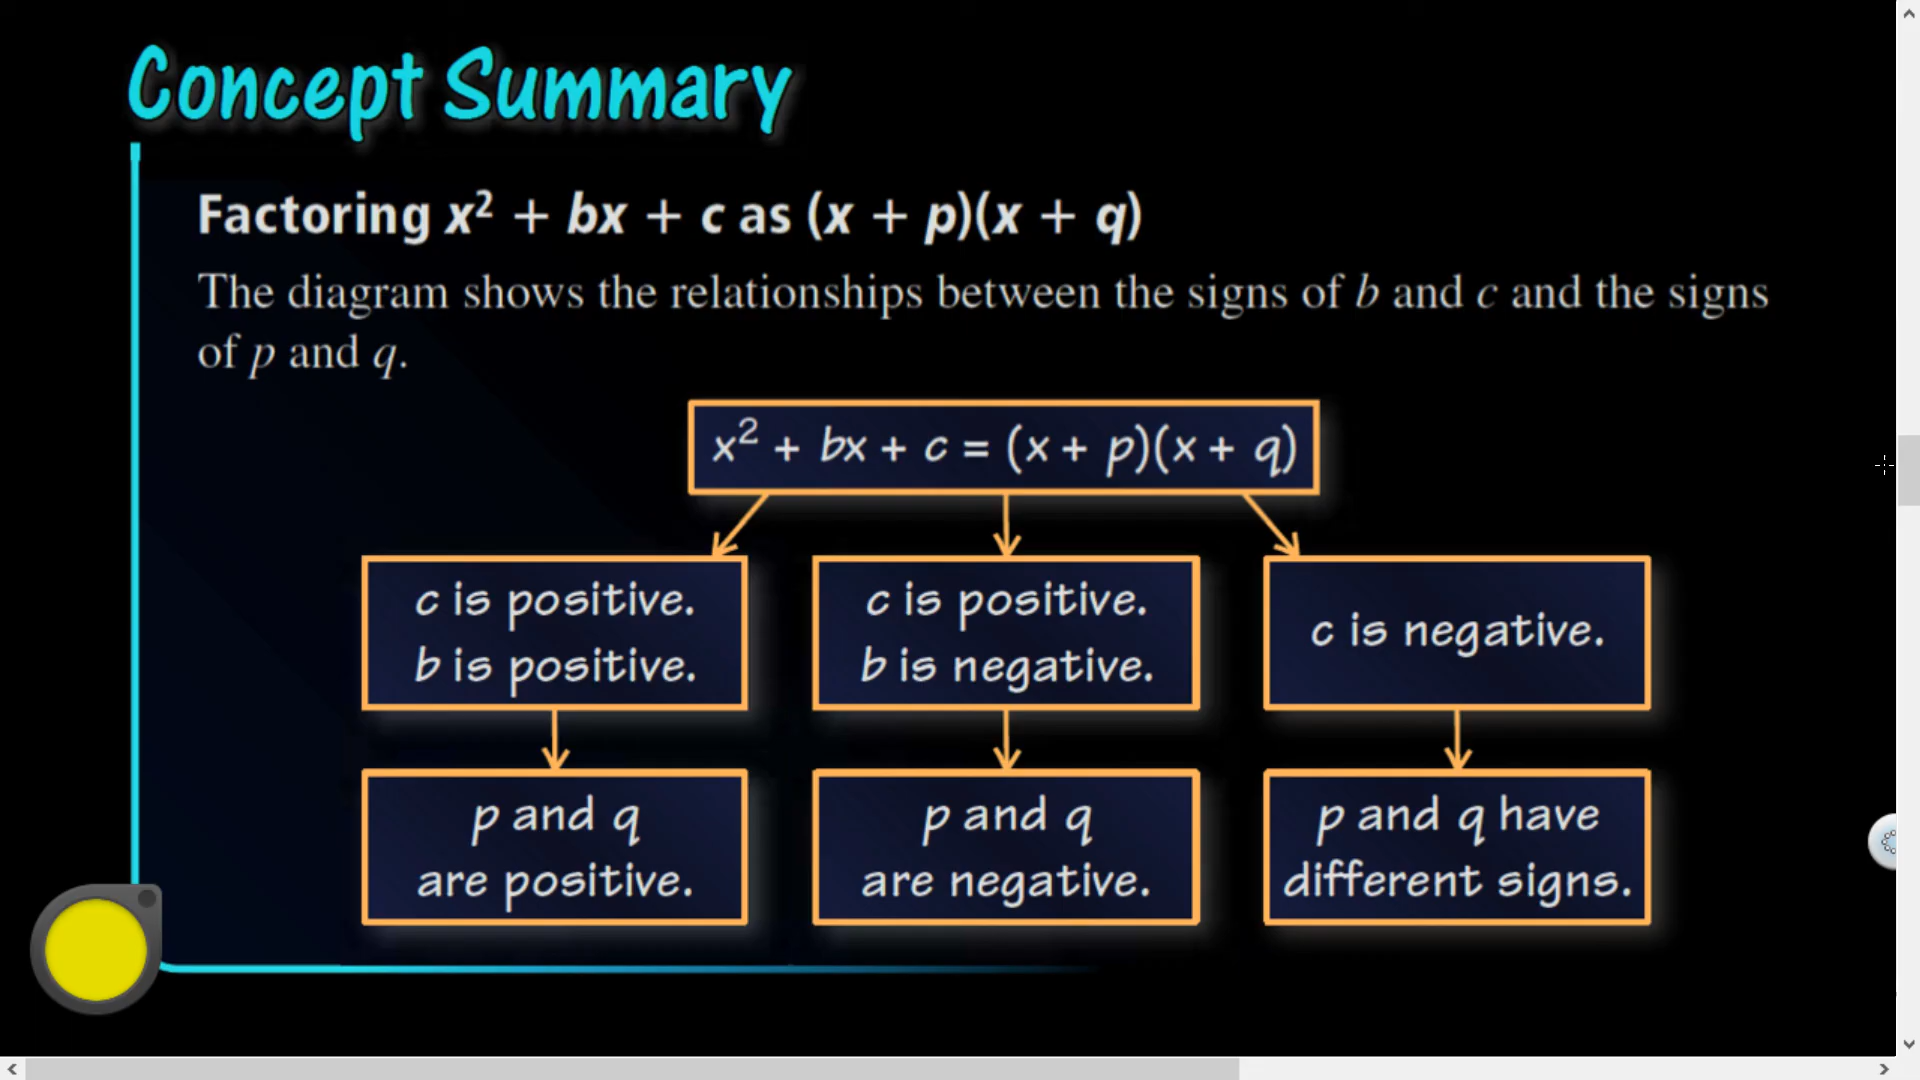 Concept Summary
Factoring x² + bx + c as (x + p)(x + q)
The diagram shows the relationships between the signs of b and c and the signs
of p and q.
x² + bx + c = (x + p)(x + q)
c is positive.
b is positive.
c is positive.
b is negative.
c is negative.
p and q
are positive.
p and q
are negative.
p and q have
different signs.